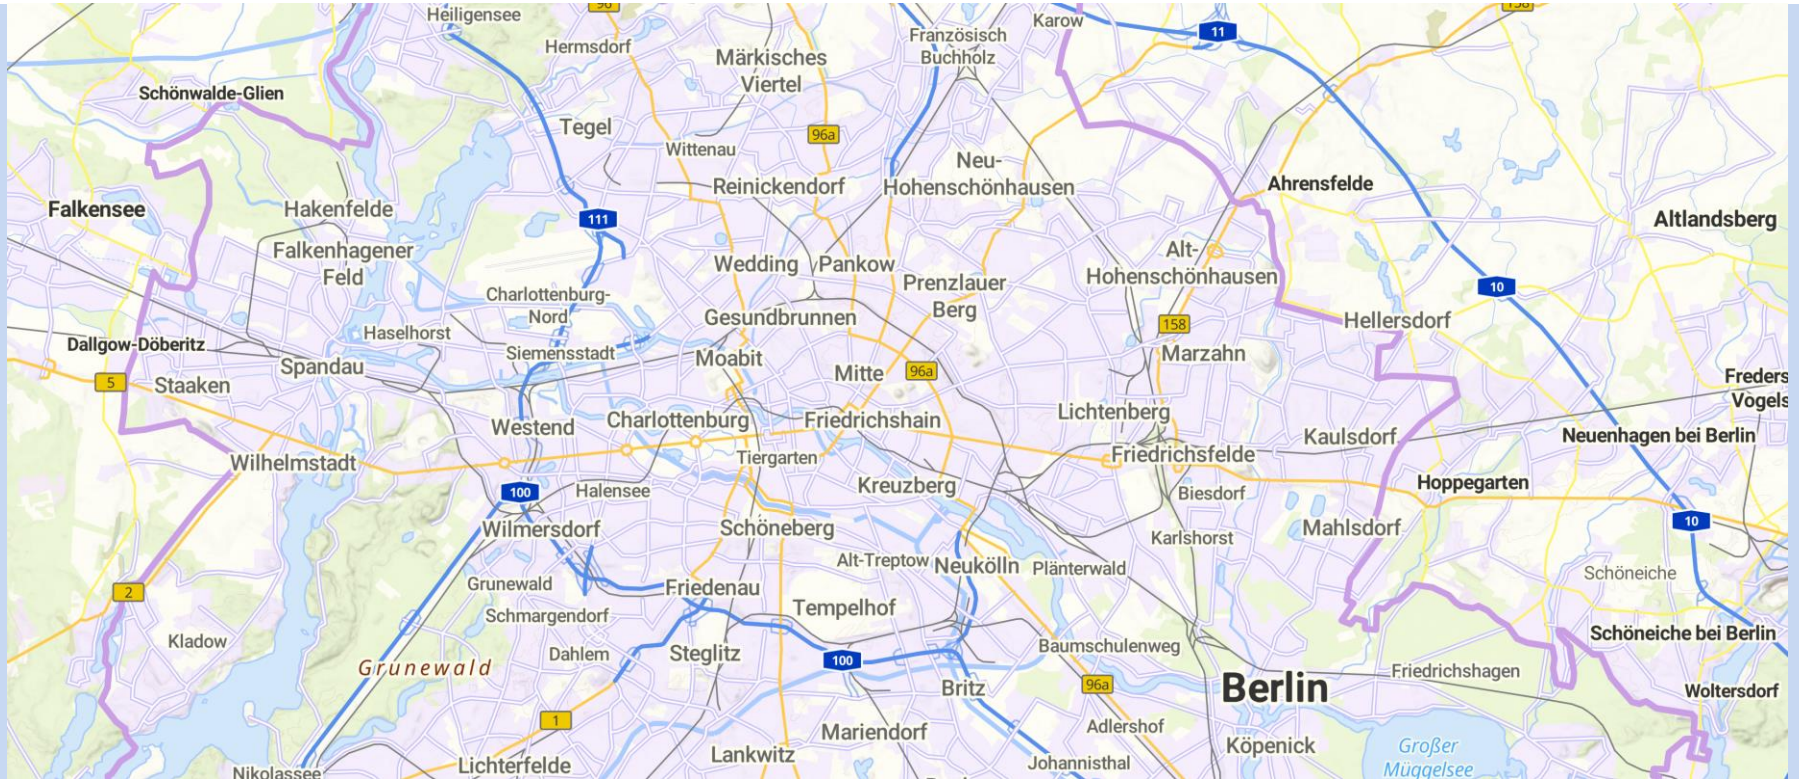 96
158
Heiligensee
Karow
11
Französisch
Buchholz
Hermsdorf
Märkisches
Viertel
Schönwalde-Glien
Tegel
96a
Wittenau
Neu-
Hohenschönhausen
Reinickendorf
Ahrensfelde
Falkensee
Hakenfelde
111
Altlandsberg
Falkenhagener
Feld
Alt-
Hohenschönhausen
Wedding
Pankow
Prenzlauer
Berg
10
Charlottenburg-
Nord
Gesundbrunnen
Hellersdorf
158
Haselhorst
Dallgow-Döberitz
Siemensstadt
Moabit
Marzahn
Spandau
Mitte
96a
5
Staaken
Freders
Vogels
Westend
Charlottenburg
Friedrichshain
Lichtenberg
Kaulsdorf
Neuenhagen bei Berlin
Wilhelmstadt
Tiergarten
Friedrichsfelde
100
Halensee
Kreuzberg
Biesdorf
Hoppegarten
Wilmersdorf
Schöneberg
Karlshorst
Mahlsdorf
10
Alt-Treptow
Neukölln
Plänterwald
Schöneiche
Grunewald
Friedenau
2
Schmargendorf
Tempelhof
Kladow
Dahlem
Steglitz
Baumschulenweg
Schöneiche bei Berlin
Grunewald
100
Friedrichshagen
Britz
96a
Berlin
Woltersdorf
1
Mariendorf
Adlershof
Köpenick
Großer
Müggelsee
Lankwitz
Johannisthal
Lichterfelde
Nikolassee